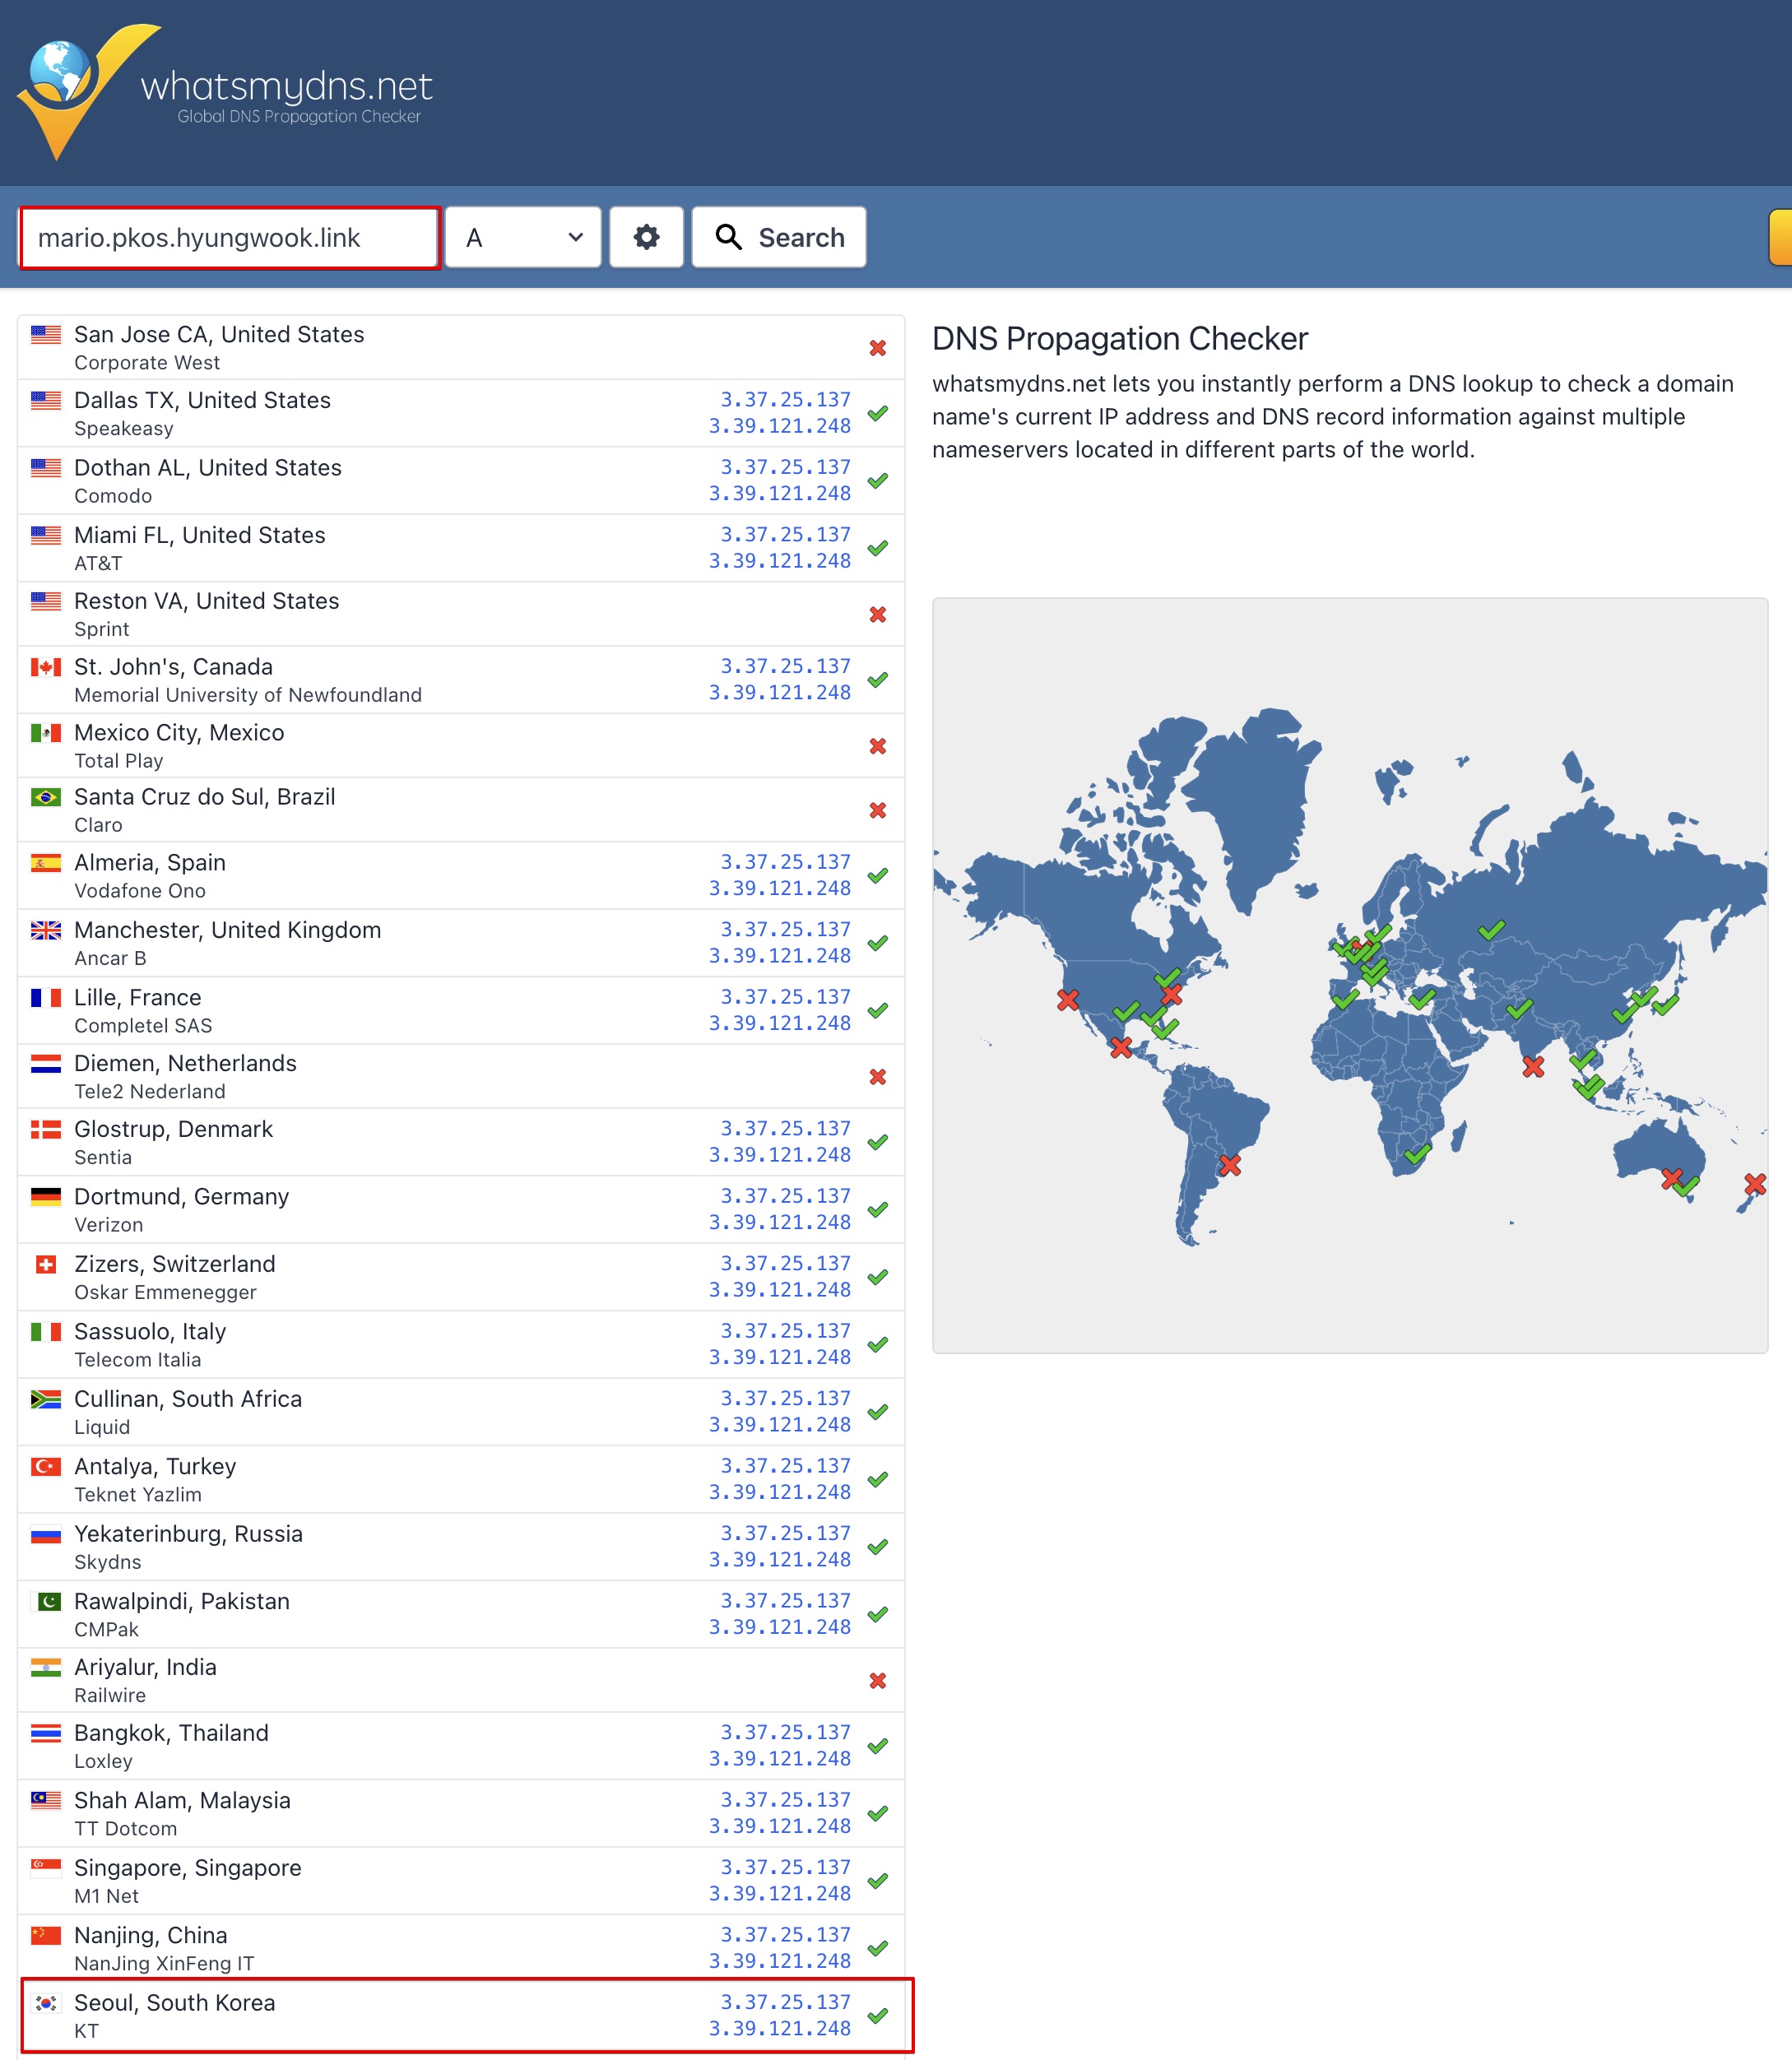 whatsmydns.net
Global DNS Propagation Checker
mario.pkos.hyungwook.link
A
Search
San Jose CA, United States
Corporate West
Dallas TX, United States
Speakeasy
3.37.25.137
3.39.121.248
Dothan AL, United States
Comodo
3.37.25.137
3.39.121.248
Miami FL, United States
AT&T
3.37.25.137
3.39.121.248
Reston VA, United States
Sprint
St. John's, Canada
Memorial University of Newfoundland
3.37.25.137
3.39.121.248
Mexico City, Mexico
Total Play
Santa Cruz do Sul, Brazil
Claro
Almeria, Spain
Vodafone Ono
3.37.25.137
3.39.121.248
Manchester, United Kingdom
Ancar B
3.37.25.137
3.39.121.248
Lille, France
Completel SAS
3.37.25.137
3.39.121.248
Diemen, Netherlands
Tele2 Nederland
Glostrup, Denmark
Sentia
3.37.25.137
3.39.121.248
Dortmund, Germany
Verizon
3.37.25.137
3.39.121.248
Zizers, Switzerland
Oskar Emmenegger
3.37.25.137
3.39.121.248
Sassuolo, Italy
Telecom Italia
3.37.25.137
3.39.121.248
Cullinan, South Africa
Liquid
3.37.25.137
3.39.121.248
Antalya, Turkey
Teknet Yazlim
3.37.25.137
3.39.121.248
Yekaterinburg, Russia
Skydns
3.37.25.137
3.39.121.248
Rawalpindi, Pakistan
CMPak
3.37.25.137
3.39.121.248
Ariyalur, India
Railwire
Bangkok, Thailand
Loxley
3.37.25.137
3.39.121.248
Shah Alam, Malaysia
TT Dotcom
3.37.25.137
3.39.121.248
Singapore, Singapore
M1 Net
3.37.25.137
3.39.121.248
Nanjing, China
NanJing XinFeng IT
3.37.25.137
3.39.121.248
Seoul, South Korea
KT
3.37.25.137
3.39.121.248
DNS Propagation Checker
whatsmydns.net lets you instantly perform a DNS lookup to check a domain
name's current IP address and DNS record information against multiple
nameservers located in different parts of the world.